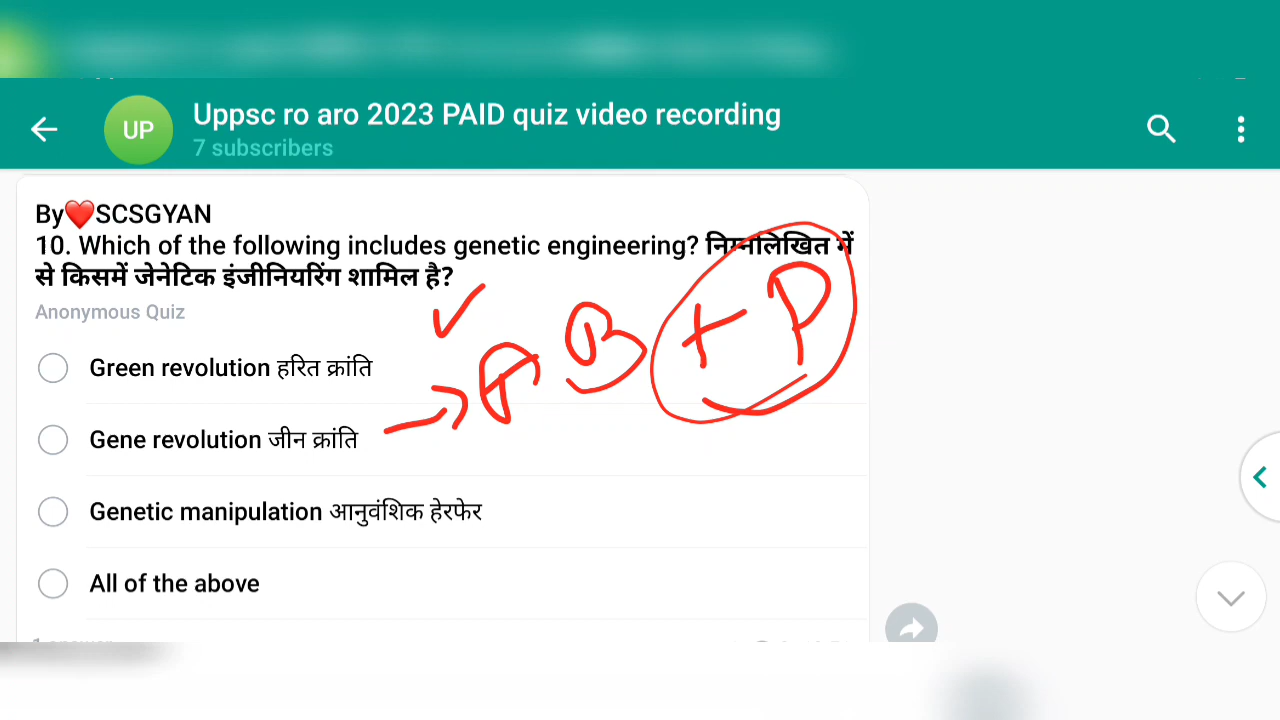 UP
Uppsc ro aro 2023 PAID quiz video recording
7 subscribers
By❤️SCSGYAN
10. Which of the following includes genetic engineering? निम्नलिखित में
से किसमें जेनेटिक इंजीनियरिंग शामिल है?
Anonymous Quiz
Green revolution हरित क्रांति
Gene revolution जीन क्रांति
Genetic manipulation आनुवंशिक हेरफेर
All of the above
B + P